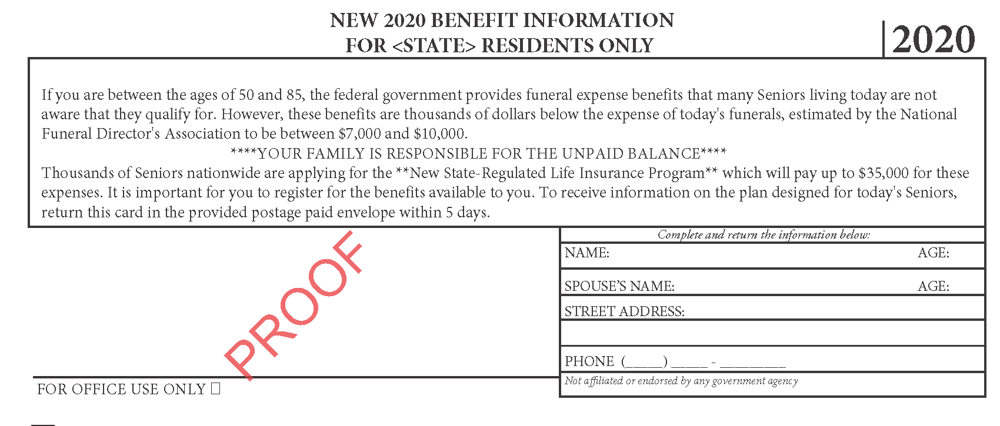 NEW 2020 BENEFIT INFORMATION
FOR <STATE> RESIDENTS ONLY
2020
If you are between the ages of 50 and 85, the federal government provides funeral expense benefits that many Seniors living today are not
aware that they qualify for. However, these benefits are thousands of dollars below the expense of today's funerals, estimated by the National
Funeral Director's Association to be between $7,000 and $10,000.
****YOUR FAMILY IS RESPONSIBLE FOR THE UNPAID BALANCE****
Thousands of Seniors nationwide are applying for the **New State-Regulated Life Insurance Program** which will pay up to $35,000 for these
expenses. It is important for you to register for the benefits available to you. To receive information on the plan designed for today's Seniors,
return this card in the provided postage paid envelope within 5 days.
Complete and return the information below:
NAME: AGE:
SPOUSE’S NAME: AGE:
STREET ADDRESS:
PHONE (_____) _____ - _________
Not affiliated or endorsed by any government agency
PROOF
FOR OFFICE USE ONLY □